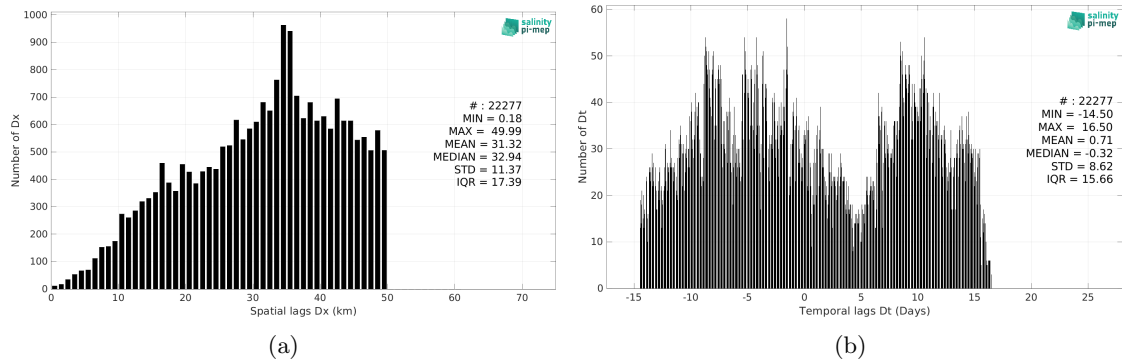 1000
900
800
700
600
500
400
300
200
100
0
Number of Dx
0 10 20 30 40 50 60 70
Spatial lags Dx (km)
salinity
pi-mep
# : 22277
MIN = 0.18
MAX = 49.99
MEAN = 31.32
MEDIAN = 32.94
STD = 11.37
IQR = 17.39
(a)
60
50
40
30
20
10
0
Number of Dt
-15 -10 -5 0 5 10 15 20 25
Temporal lags Dt (Days)
salinity
pi-mep
# : 22277
MIN = -14.50
MAX = 16.50
MEAN = 0.71
MEDIAN = -0.32
STD = 8.62
IQR = 15.66
(b)